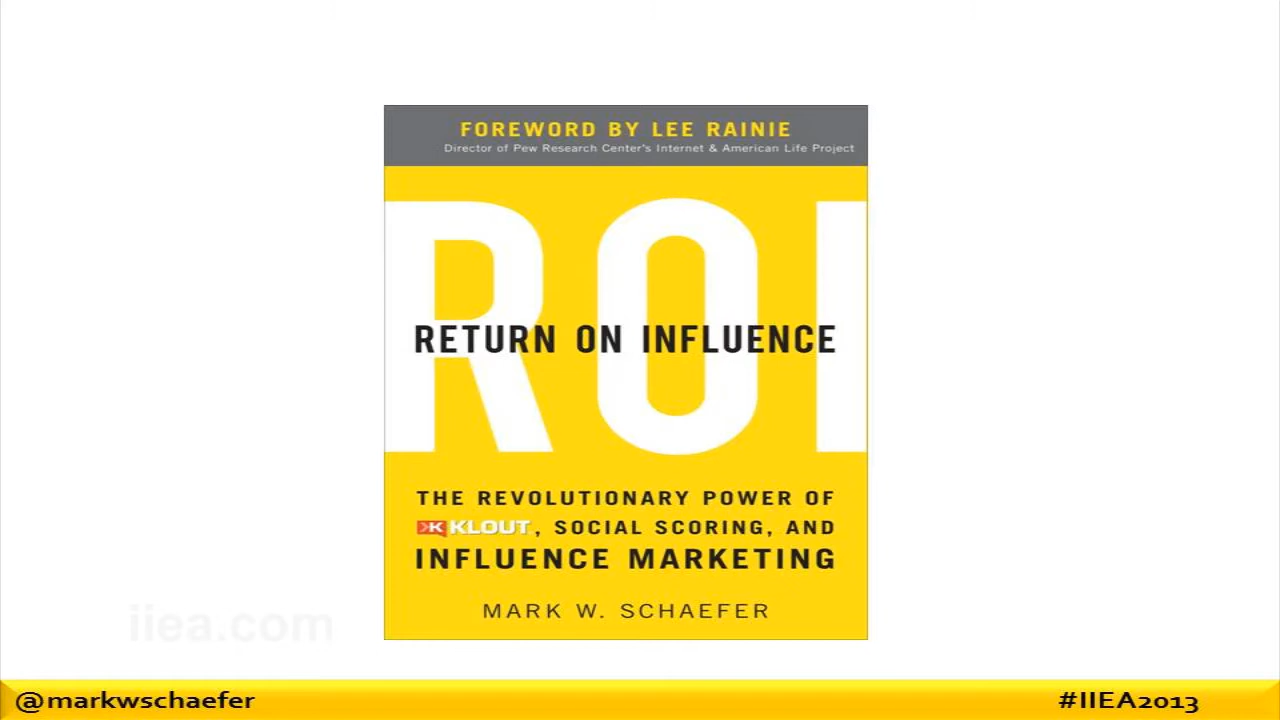 FOREWORD BY LEE RAINIE
Director of Pew Research Center's Internet & American Life Project
ROI
RETURN ON INFLUENCE
THE REVOLUTIONARY POWER OF
K KLOUT, SOCIAL SCORING, AND
INFLUENCE MARKETING
MARK W. SCHAEFER
iiea.com
@markwschaefer
#IIEA2013